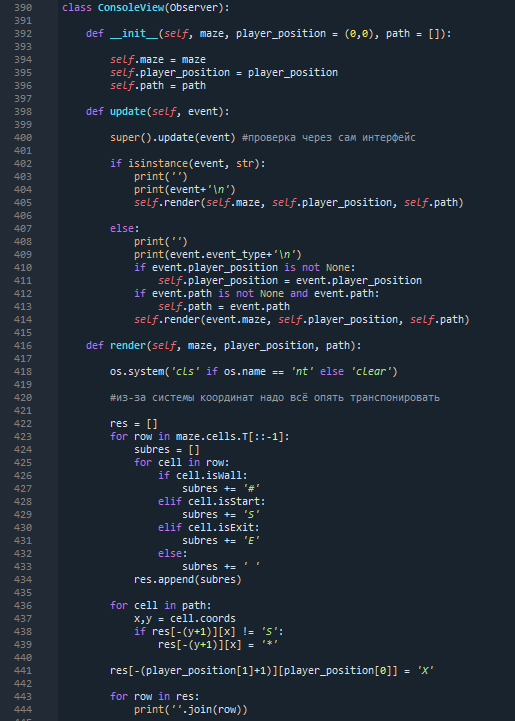 390 class ConsoleView(Observer):
391
392     def __init__(self, maze, player_position = (0,0), path = []):
393
394         self.maze = maze
395         self.player_position = player_position
396         self.path = path
397
398     def update(self, event):
399
400         super().update(event) #проверка через сам интерфейс
401
402         if isinstance(event, str):
403             print('')
404             print(event+'\n')
405             self.render(self.maze, self.player_position, self.path)
406
407         else:
408             print('')
409             print(event.event_type+'\n')
410             if event.player_position is not None:
411                 self.player_position = event.player_position
412             if event.path is not None and event.path:
413                 self.path = event.path
414             self.render(event.maze, self.player_position, self.path)
415
416     def render(self, maze, player_position, path):
417
418         os.system('cls' if os.name == 'nt' else 'clear')
419
420         #из-за системы координат надо всё опять транспонировать
421
422         res = []
423         for row in maze.cells.T[::-1]:
424             subres = []
425             for cell in row:
426                 if cell.isWall:
427                     subres += '#'
428                 elif cell.isStart:
429                     subres += 'S'
430                 elif cell.isExit:
431                     subres += 'E'
432                 else:
433                     subres += ' '
434             res.append(subres)
435
436         for cell in path:
437             x,y = cell.coords
438             if res[-(y+1)][x] != 'S':
439                 res[-(y+1)][x] = '*'
440
441         res[-(player_position[1]+1)][player_position[0]] = 'X'
442
443         for row in res:
444             print(''.join(row))